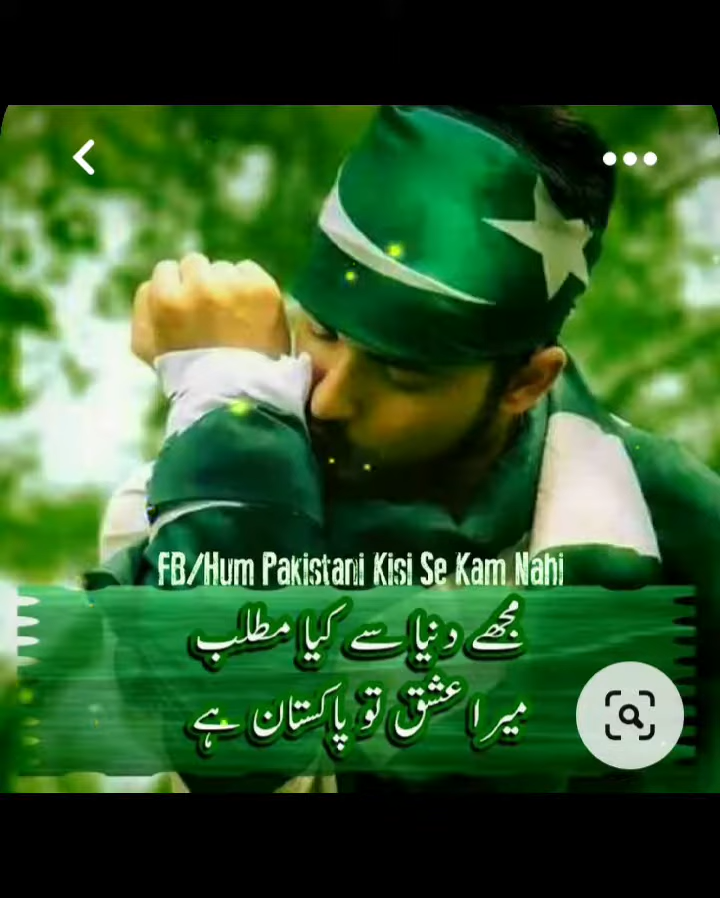 FB/Hum Pakistani Kisi Se Kam Nahi
مجھے دنیا سے کیا مطلب
میرا عشق تو پاکستان ہے